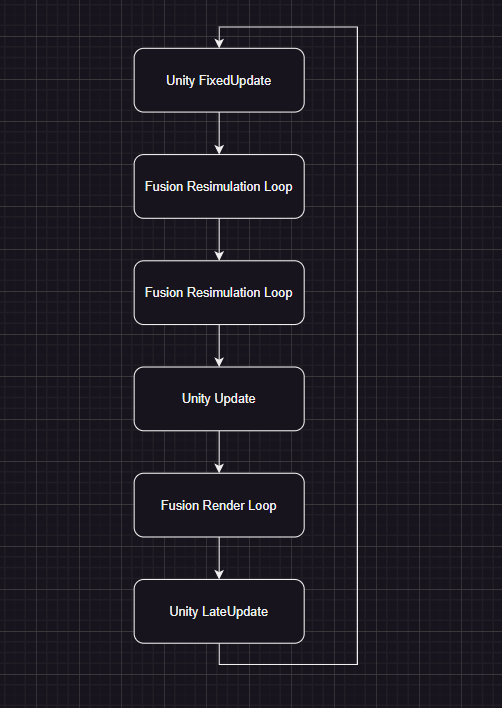 Unity FixedUpdate
Fusion Resimulation Loop
Fusion Resimulation Loop
Unity Update
Fusion Render Loop
Unity LateUpdate